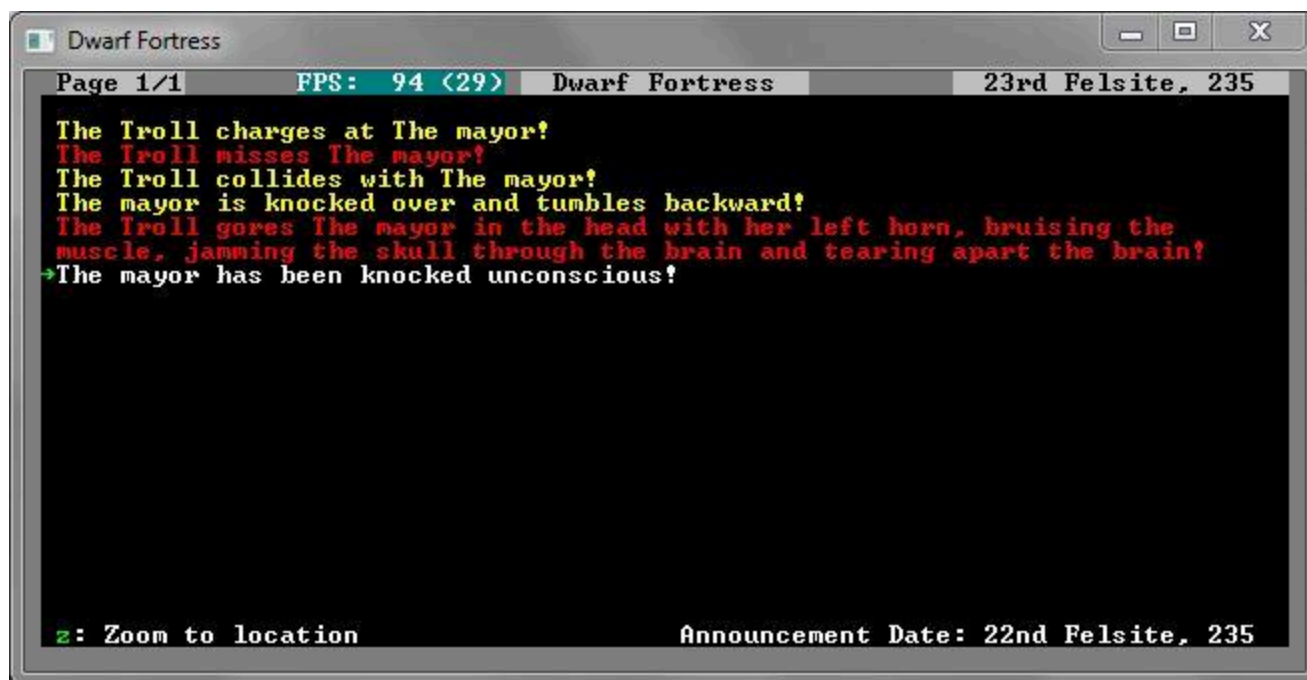 Dwarf Fortress
Page 1/1 FPS: 94 (29) Dwarf Fortress 23rd Felsite, 235
The Troll charges at The mayor!
The Troll misses The mayor!
The Troll collides with The mayor!
The mayor is knocked over and tumbles backward!
The Troll gores The mayor in the head with her left horn, bruising the
muscle, jamming the skull through the brain and tearing apart the brain!
→The mayor has been knocked unconscious!
z: Zoom to location Announcement Date: 22nd Felsite, 235